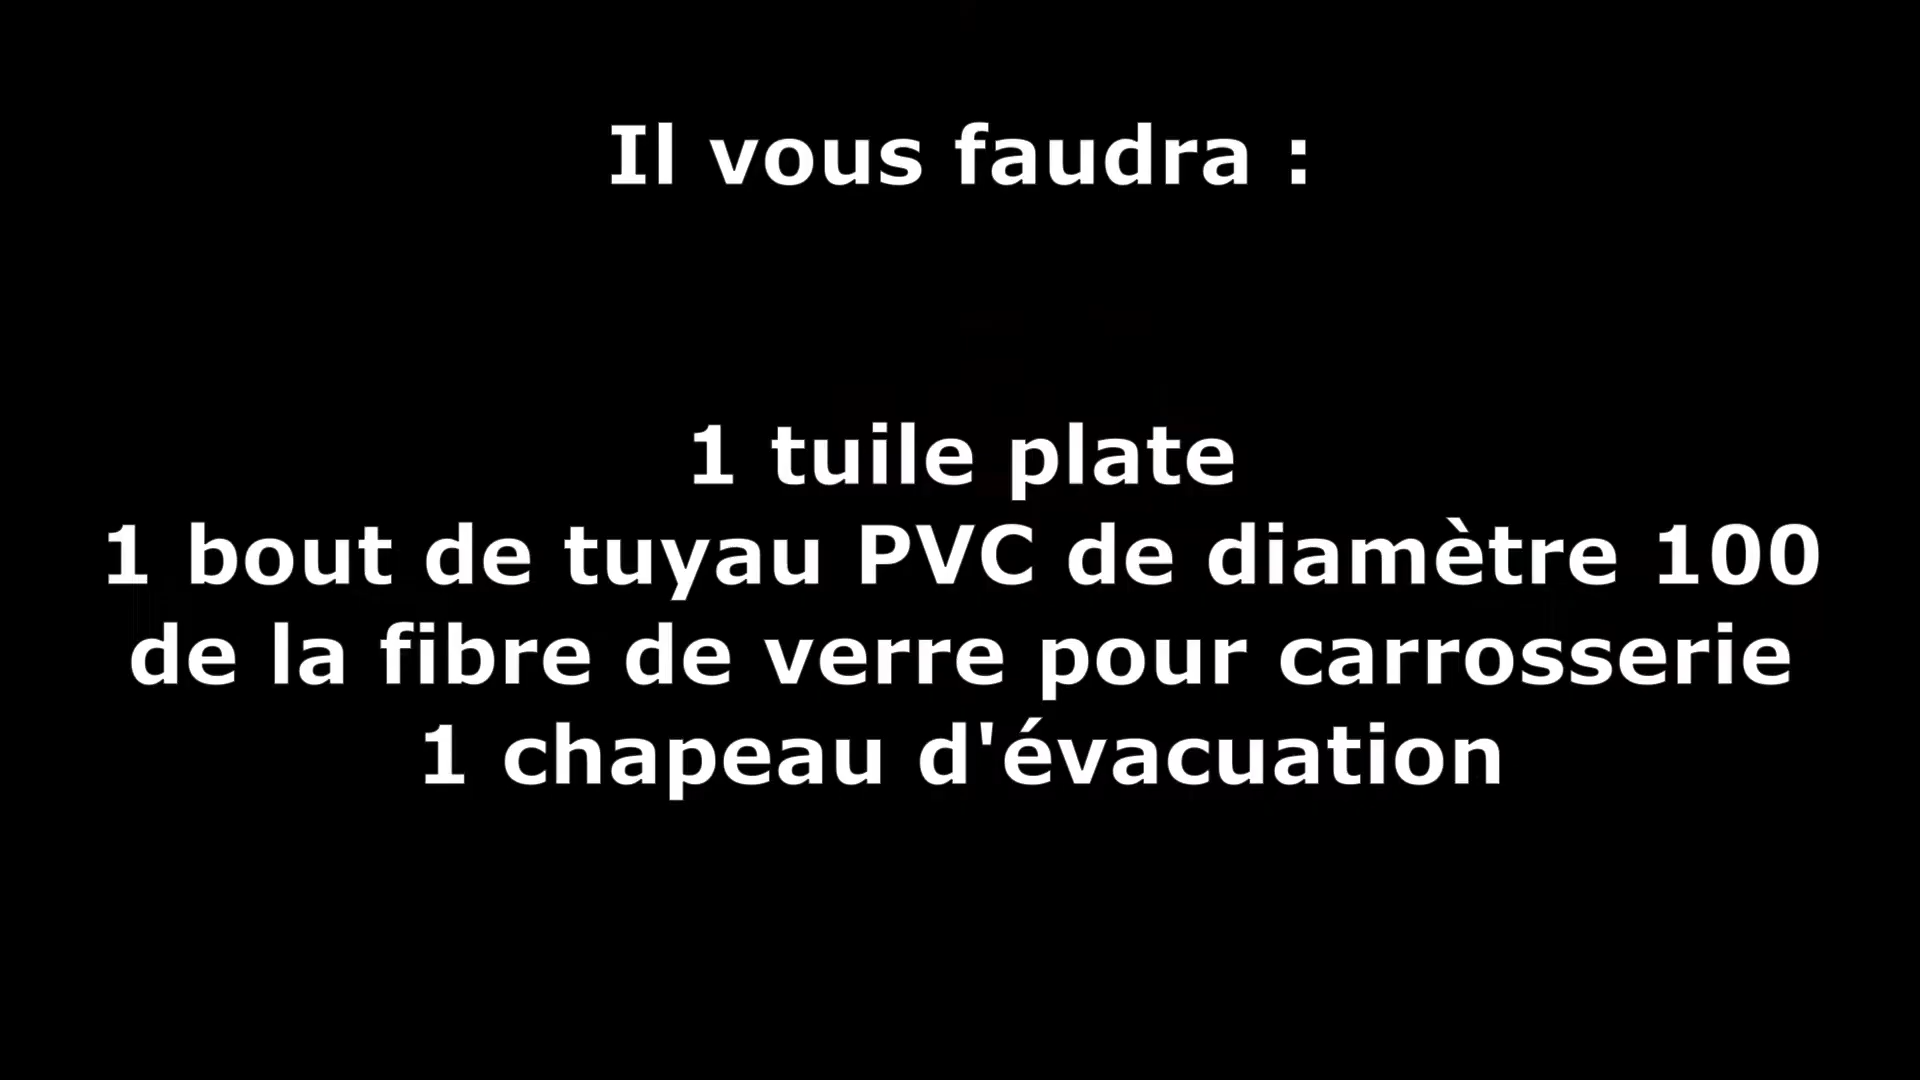 Il vous faudra :
1 tuile plate
1 bout de tuyau PVC de diamètre 100
de la fibre de verre pour carrosserie
1 chapeau d'évacuation